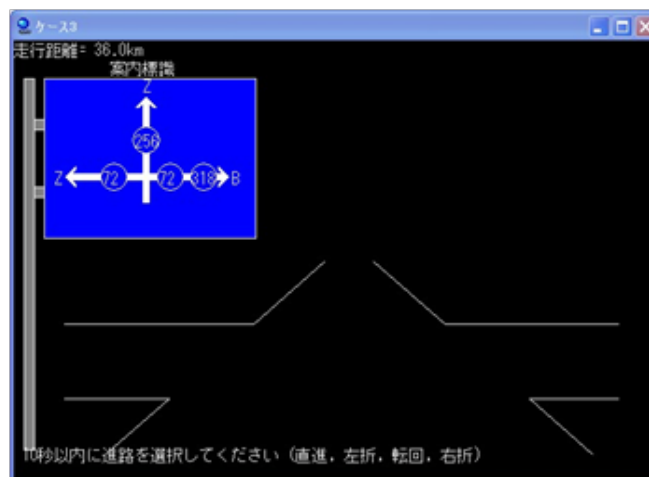 ケース3
走行距離= 36.0km
案内標識
Z
256
Z 72 72 318 B
10秒以内に進路を選択してください（直進，左折，転回，右折）